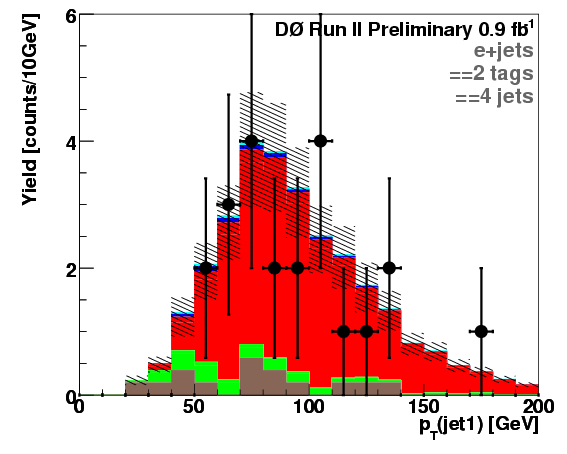 DØ Run II Preliminary 0.9 fb-1
e+jets
==2 tags
==4 jets
Yield [counts/10GeV]
6
4
2
0
0 50 100 150 200
pT(jet1) [GeV]